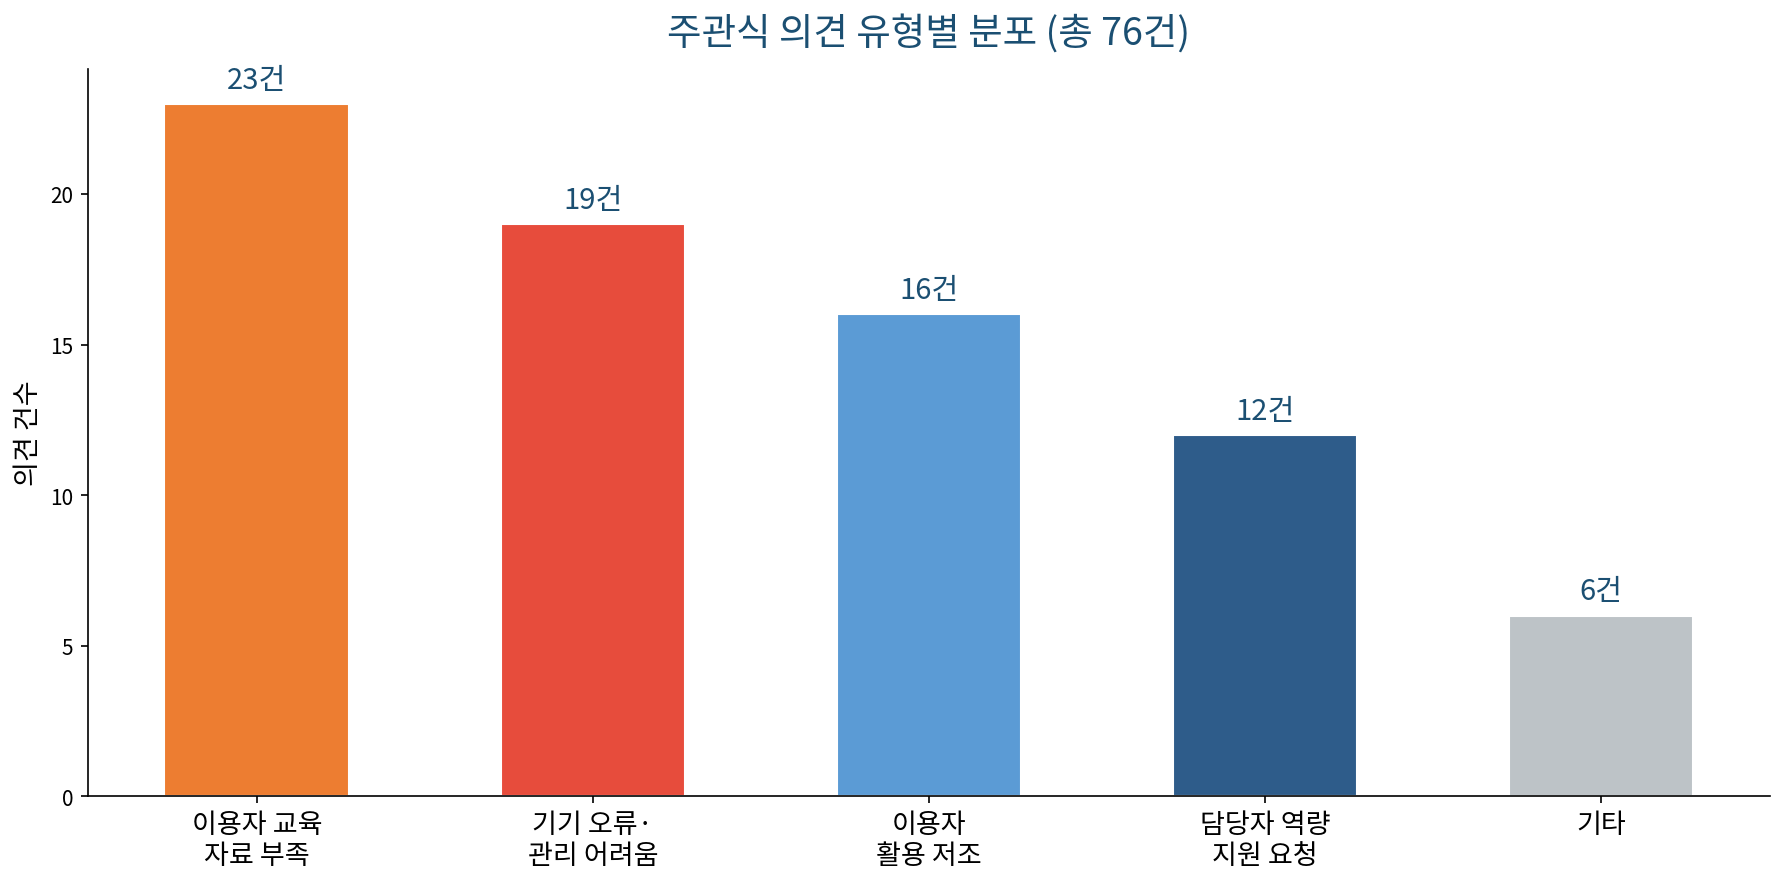 주관식 의견 유형별 분포 (총 76건)
의견 건수
20
15
10
5
0
23건
19건
16건
12건
6건
이용자 교육
자료 부족
기기 오류·
관리 어려움
이용자
활용 저조
담당자 역량
지원 요청
기타